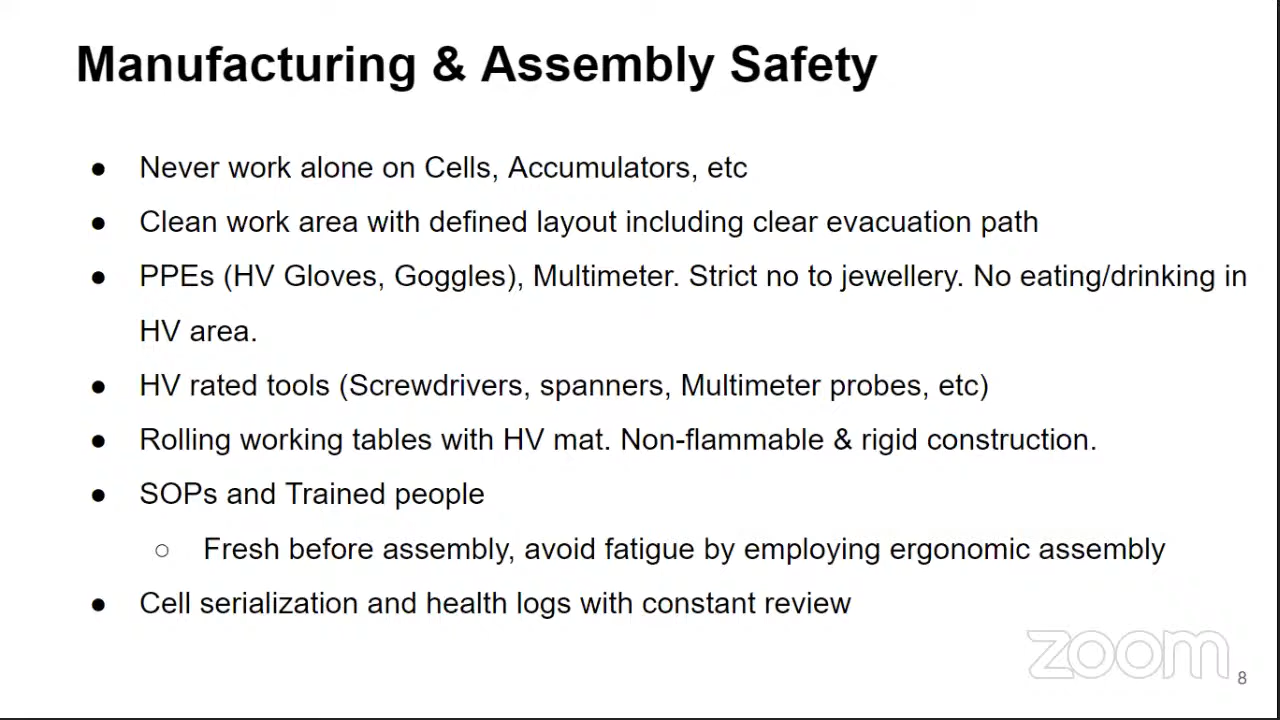 Manufacturing & Assembly Safety
● Never work alone on Cells, Accumulators, etc
● Clean work area with defined layout including clear evacuation path
● PPEs (HV Gloves, Goggles), Multimeter. Strict no to jewellery. No eating/drinking in
HV area.
● HV rated tools (Screwdrivers, spanners, Multimeter probes, etc)
● Rolling working tables with HV mat. Non-flammable & rigid construction.
● SOPs and Trained people
○ Fresh before assembly, avoid fatigue by employing ergonomic assembly
● Cell serialization and health logs with constant review
zoom
8